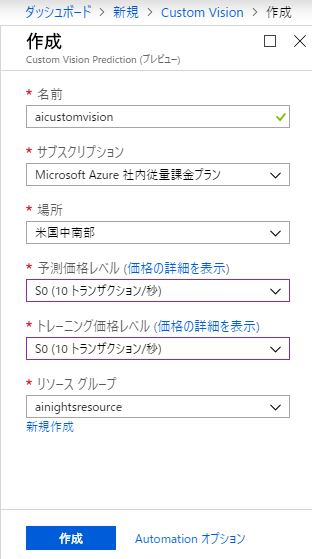 ダッシュボード > 新規 > Custom Vision > 作成
作成
Custom Vision Prediction (プレビュー)
* 名前
aicustomvision
* サブスクリプション
Microsoft Azure 社内従量課金プラン
* 場所
米国中南部
* 予測価格レベル (価格の詳細を表示)
S0 (10 トランザクション/秒)
* トレーニング価格レベル (価格の詳細を表示)
S0 (10 トランザクション/秒)
* リソース グループ
ainightsresource
新規作成
作成 Automation オプション